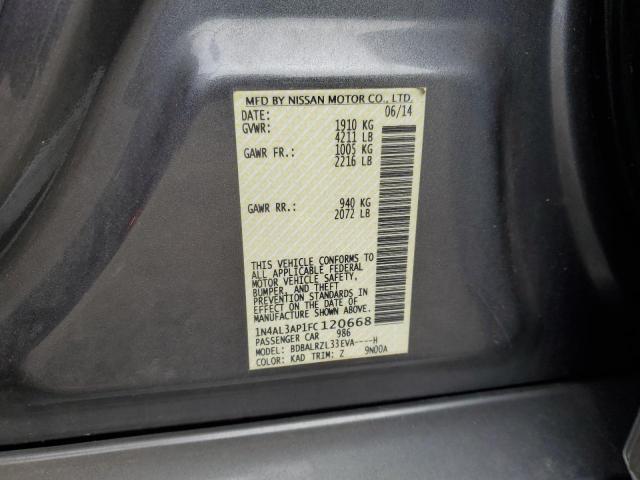 MFD BY NISSAN MOTOR CO., LTD.
DATE: 06/14
GVWR: 1910 KG
4211 LB
GAWR FR.: 1005 KG
2216 LB
GAWR RR.: 940 KG
2072 LB
THIS VEHICLE CONFORMS TO
ALL APPLICABLE FEDERAL
MOTOR VEHICLE SAFETY,
BUMPER, AND THEFT
PREVENTION STANDARDS IN
EFFECT ON THE DATE OF
MANUFACTURE SHOWN ABOVE.
1N4AL3AP1FC120668
PASSENGER CAR 986
MODEL: BDBALRZL33EVA----H
COLOR: KAD TRIM: Z 9N00A